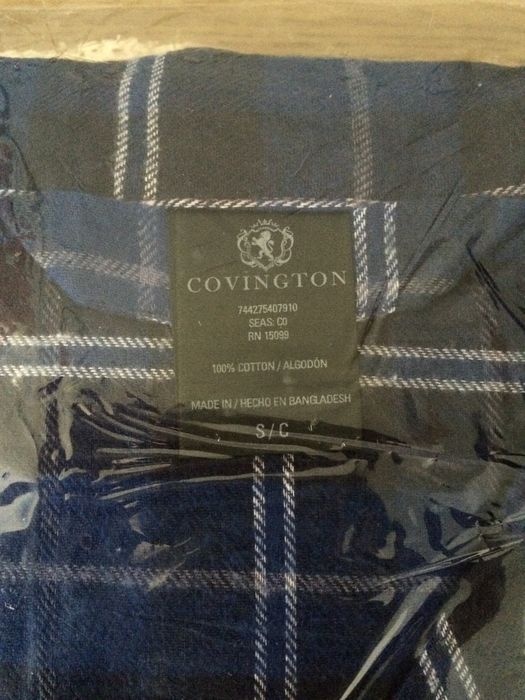 COVINGTON
744275407910
SEAS: C0
RN 15099
100% COTTON / ALGODÓN
MADE IN / HECHO EN BANGLADESH
S / C